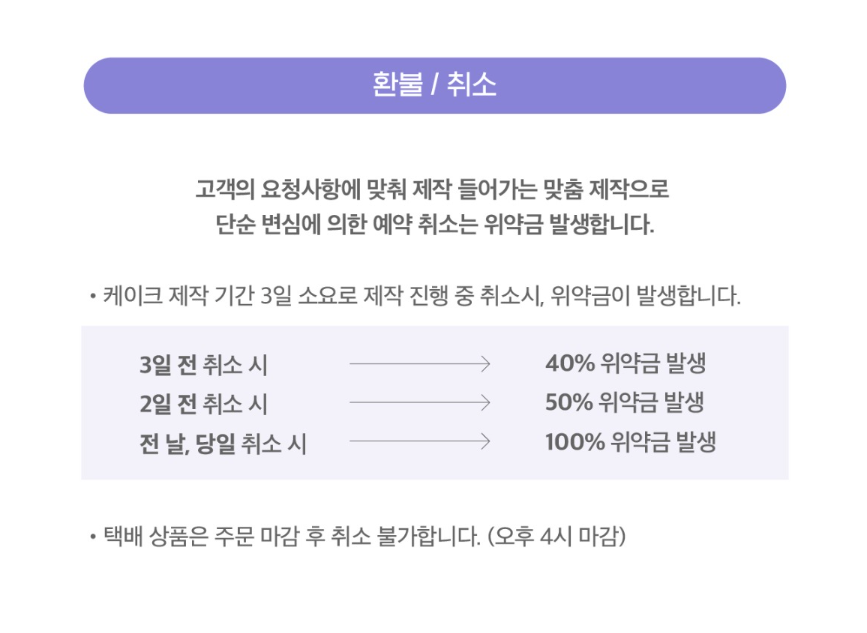 환불 / 취소
고객의 요청사항에 맞춰 제작 들어가는 맞춤 제작으로
단순 변심에 의한 예약 취소는 위약금 발생합니다.
• 케이크 제작 기간 3일 소요로 제작 진행 중 취소시, 위약금이 발생합니다.
3일 전 취소 시 → 40% 위약금 발생
2일 전 취소 시 → 50% 위약금 발생
전 날, 당일 취소 시 → 100% 위약금 발생
• 택배 상품은 주문 마감 후 취소 불가합니다. (오후 4시 마감)